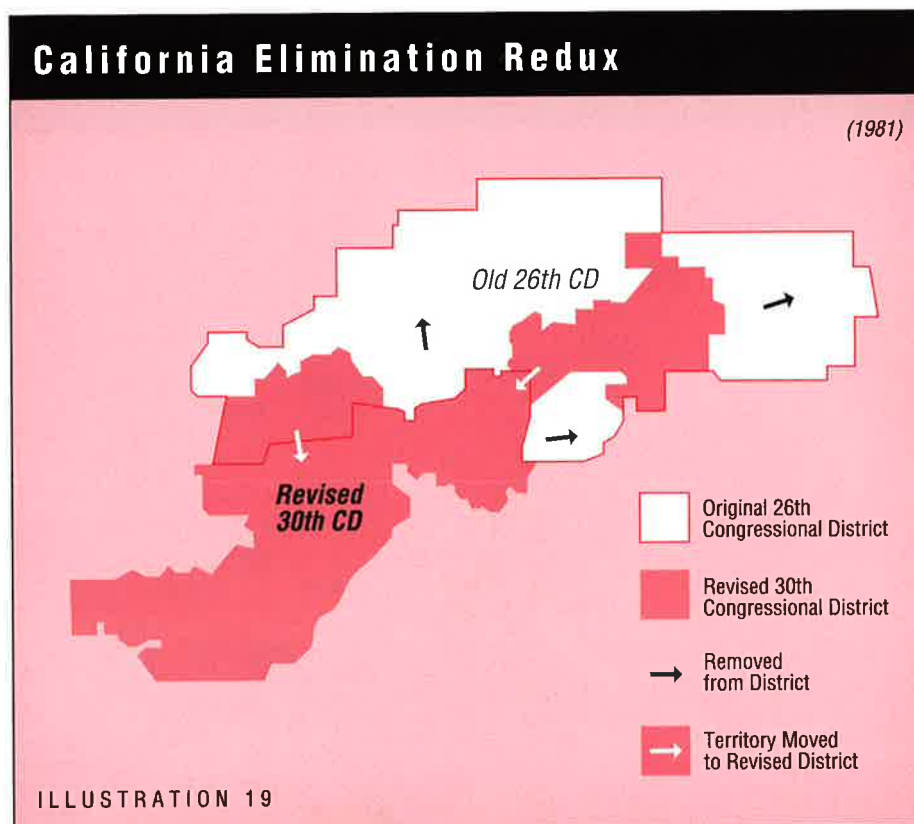 California Elimination Redux
(1981)
Old 26th CD
Revised
30th CD
Original 26th
Congressional District
Revised 30th
Congressional District
Removed
from District
Territory Moved
to Revised District
ILLUSTRATION 19